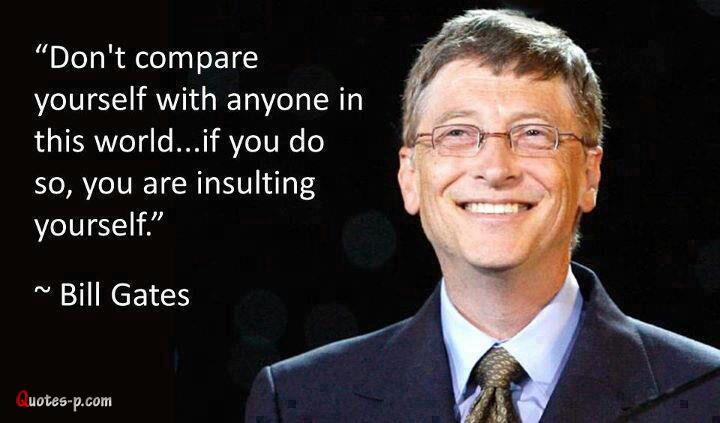 “Don't compare
yourself with anyone in
this world...if you do
so, you are insulting
yourself.”
~ Bill Gates
Quotes-p.com